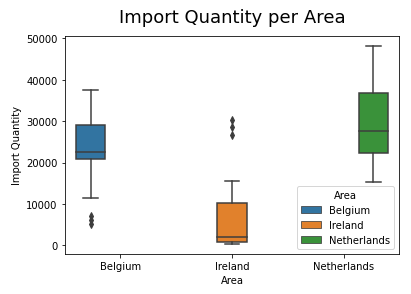 Import Quantity per Area
50000
40000
30000
20000
10000
0
Import Quantity
Belgium
Ireland
Netherlands
Area
Area
Belgium
Ireland
Netherlands